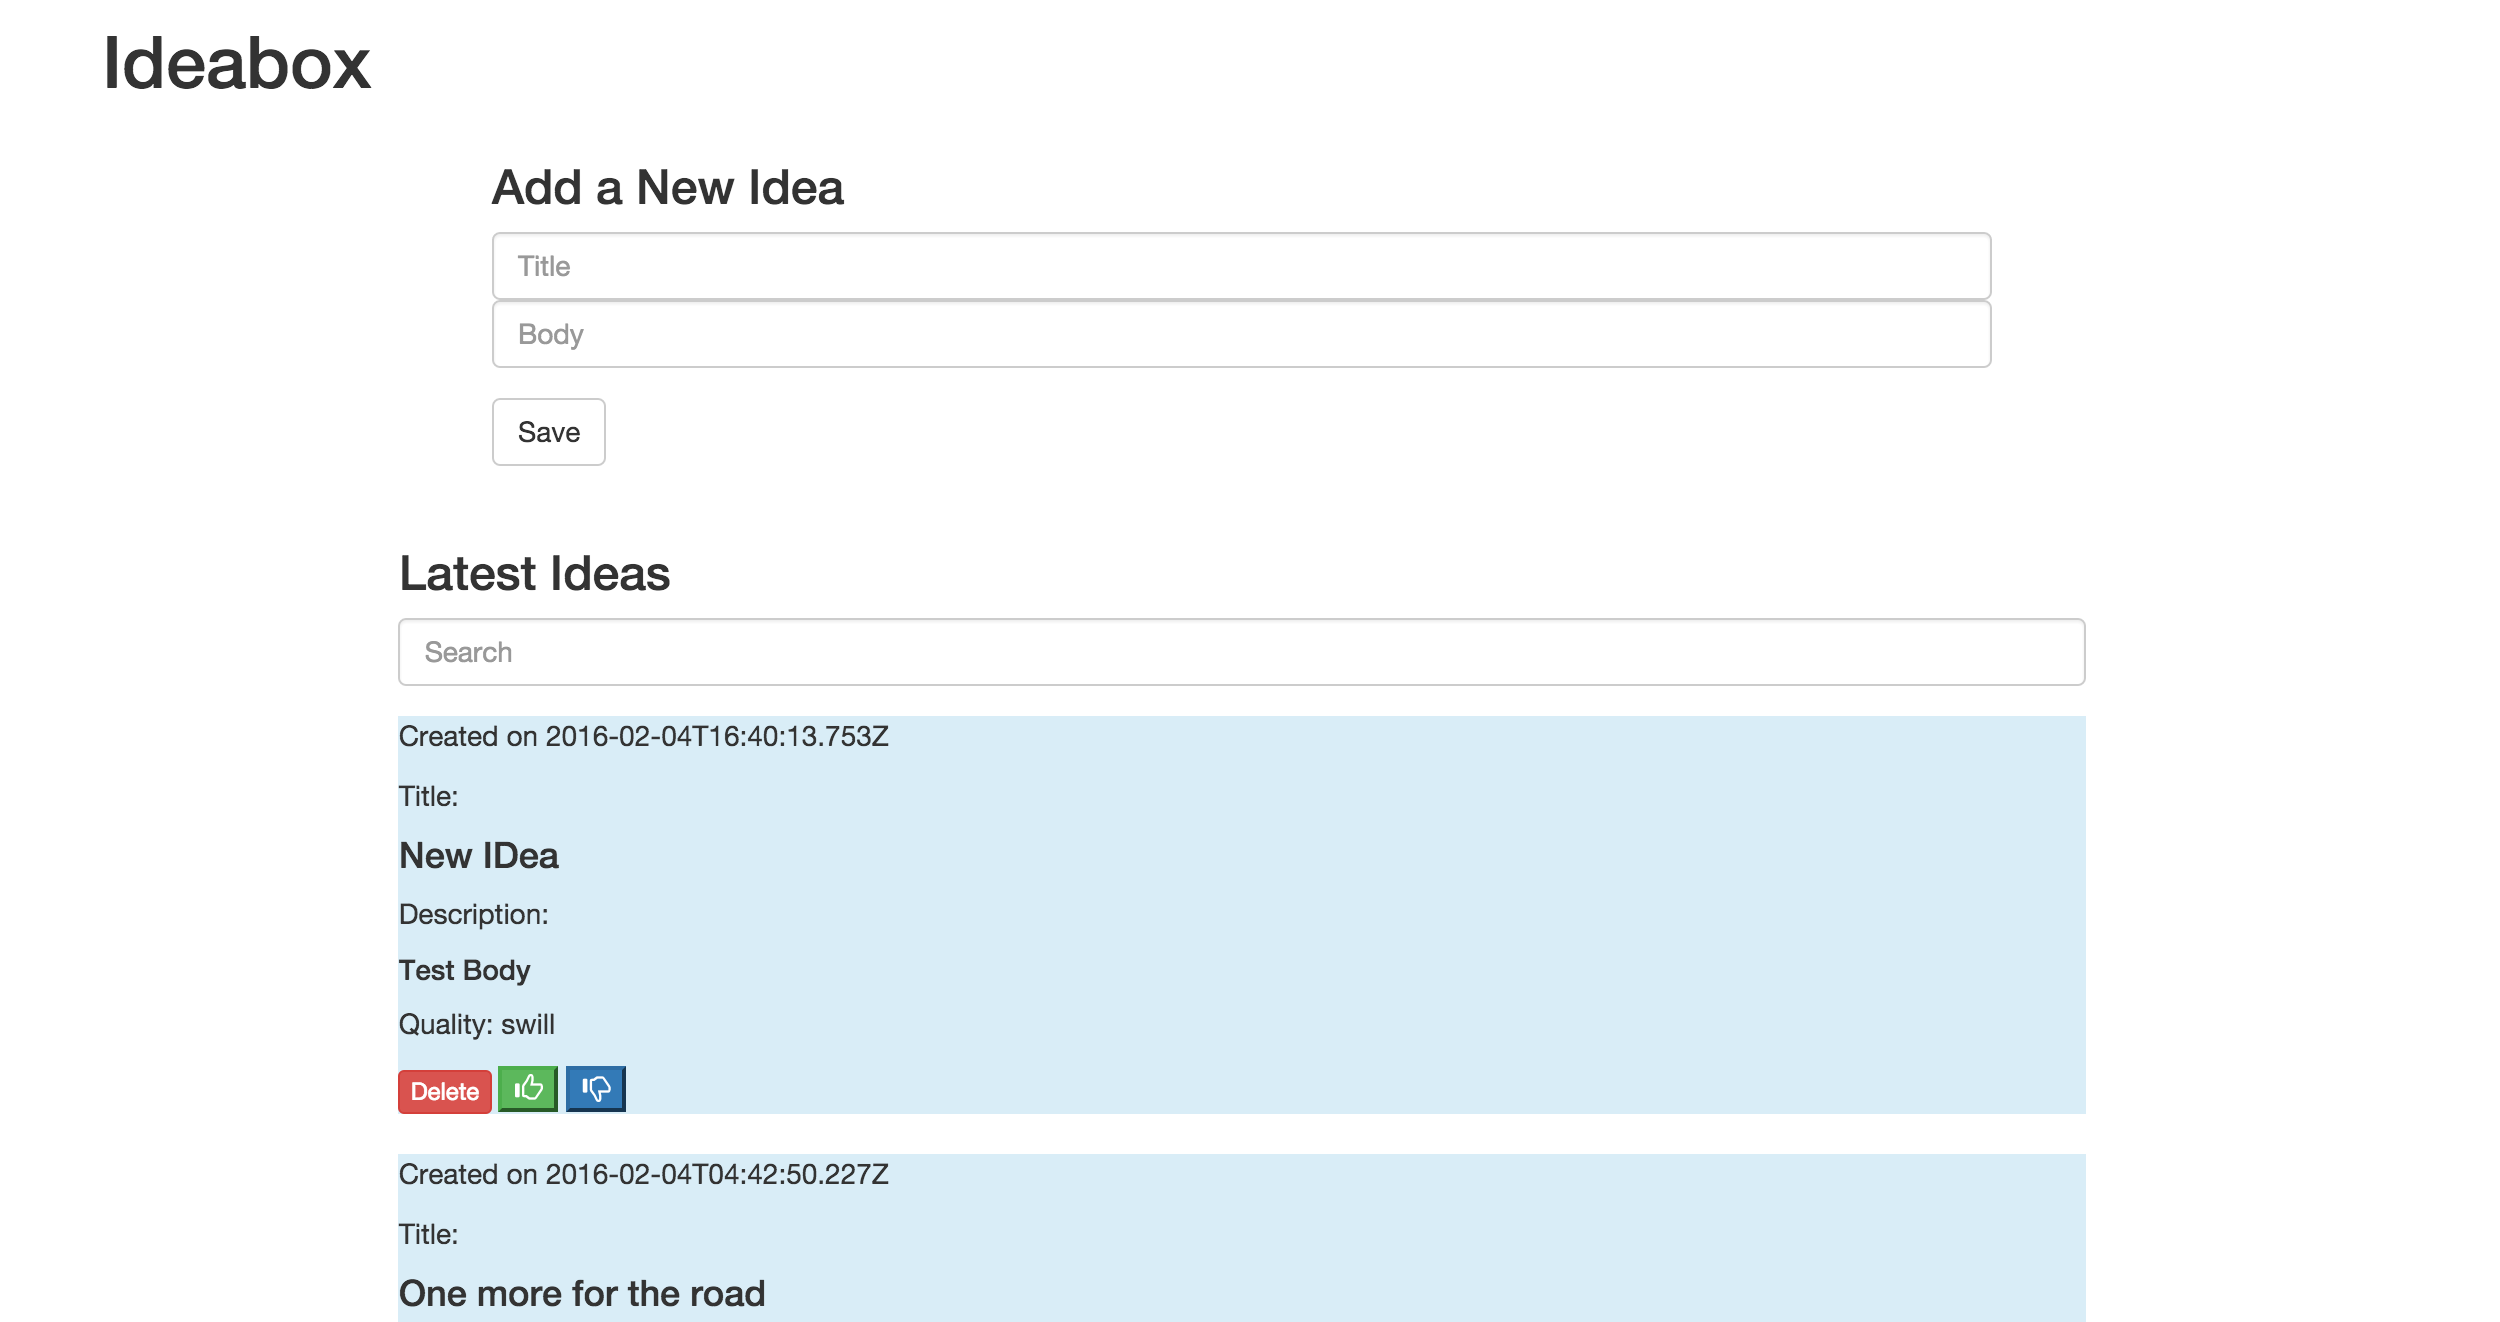 Ideabox
Add a New Idea
Title
Body
Save
Latest Ideas
Search
Created on 2016-02-04T16:40:13.753Z
Title:
New IDea
Description:
Test Body
Quality: swill
Delete
Created on 2016-02-04T04:42:50.227Z
Title:
One more for the road